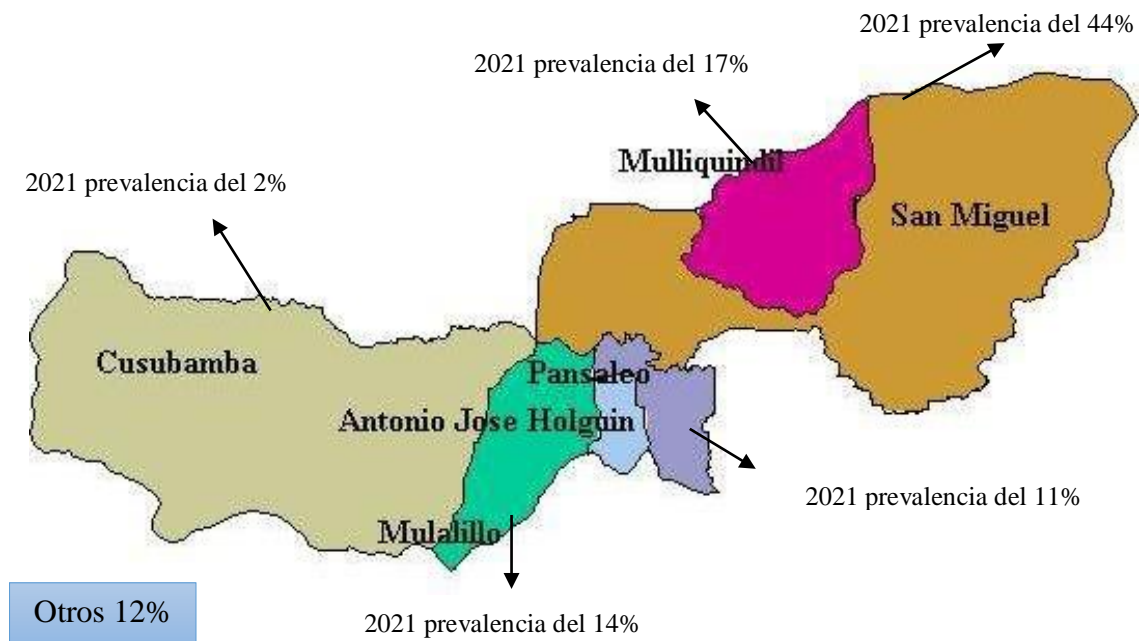 2021 prevalencia del 44%
2021 prevalencia del 17%
Mulliquindil
2021 prevalencia del 2%
San Miguel
Cusubamba
Pansaleo
Antonio Jose Holguin
2021 prevalencia del 11%
Mulalillo
Otros 12%
2021 prevalencia del 14%